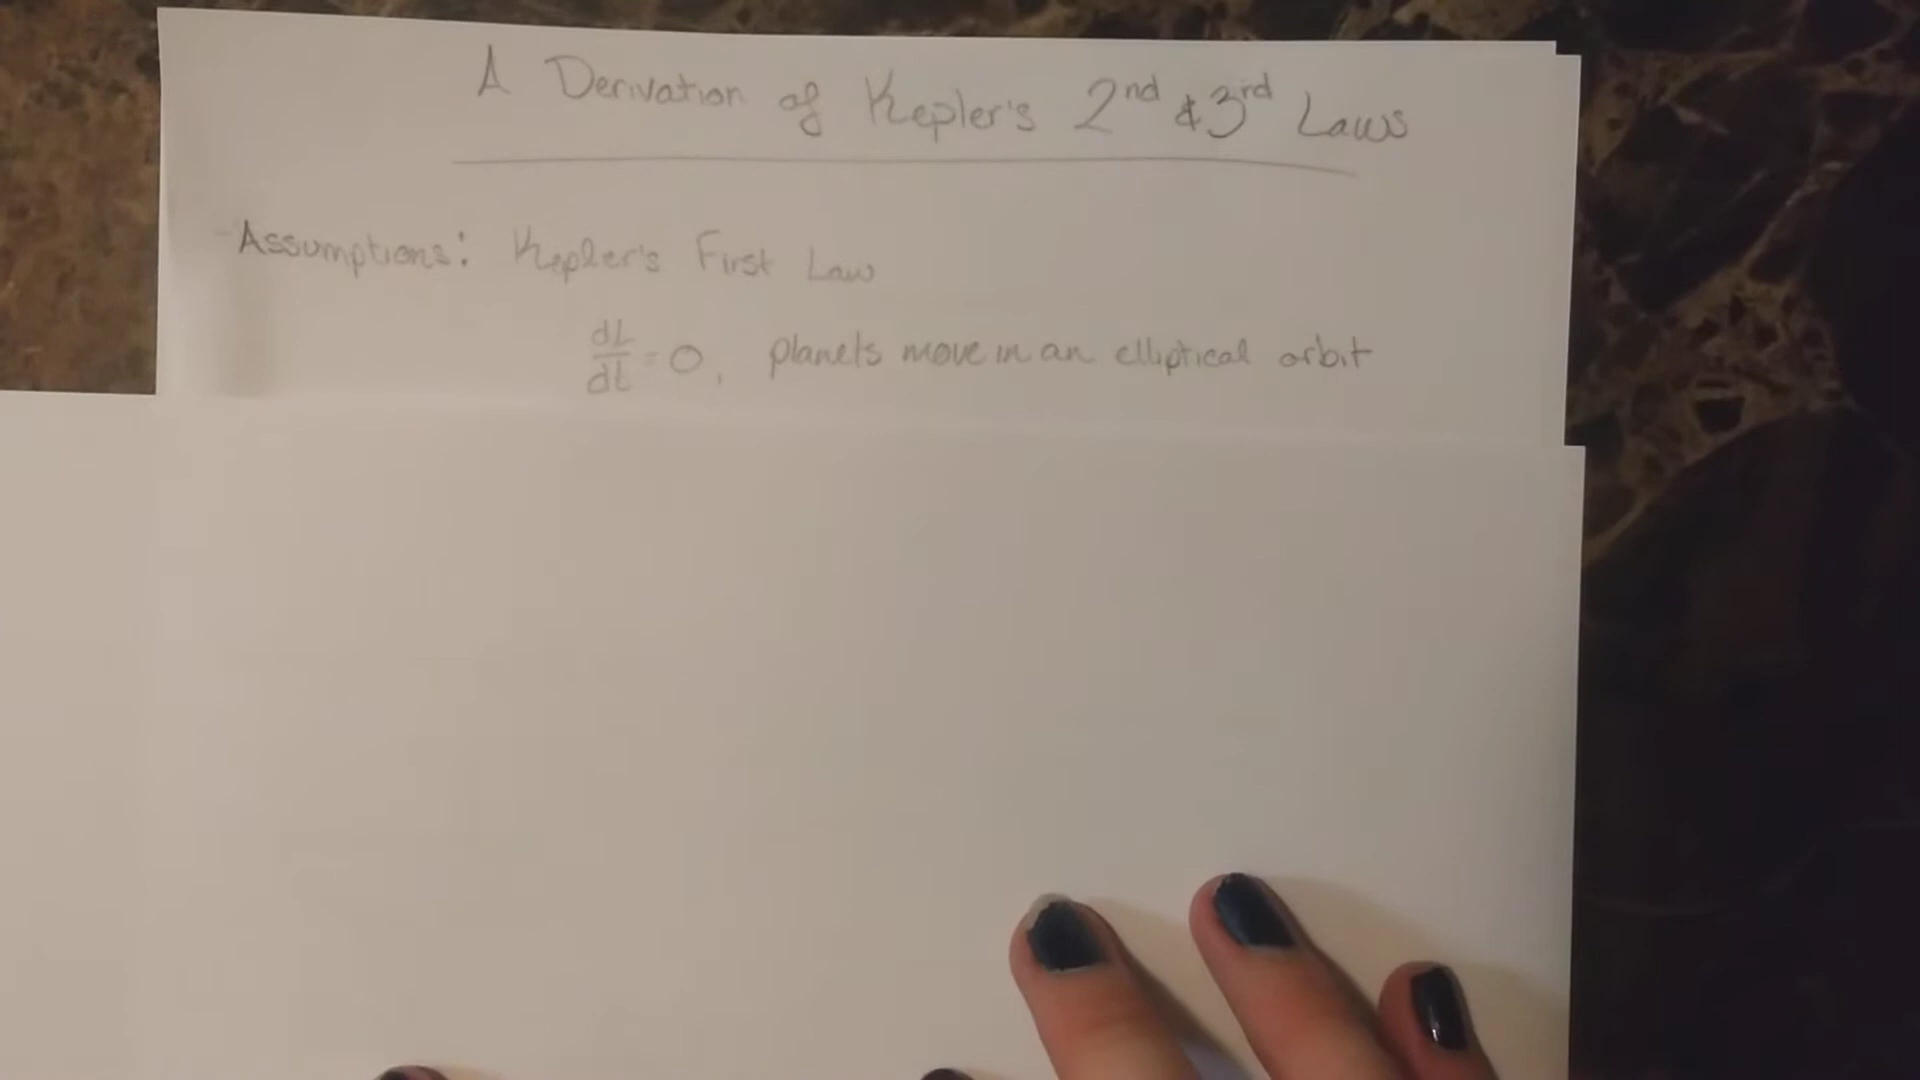 A Derivation of Kepler's 2nd & 3rd Laws
Assumptions: Kepler's First Law
dL/dt = 0, planets move in an elliptical orbit